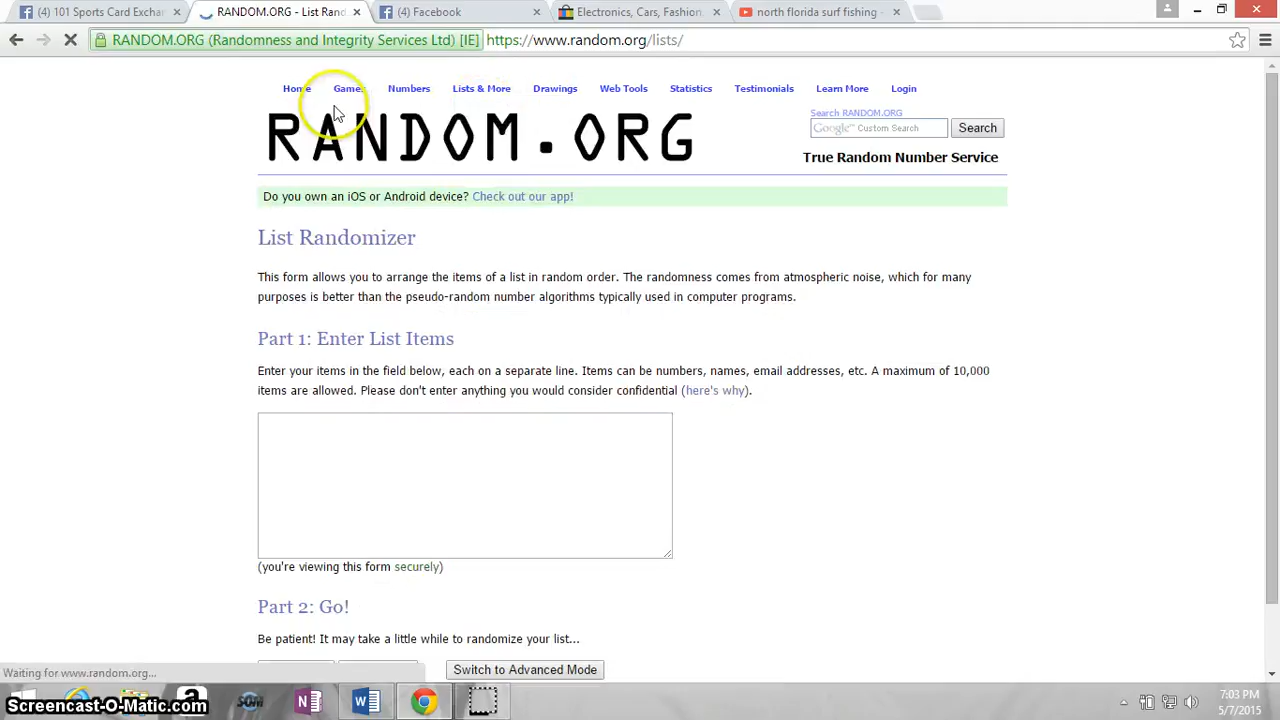 (4) 101 Sports Card Exchan
RANDOM.ORG - List Rand
(4) Facebook
Electronics, Cars, Fashion,
north florida surf fishing -
RANDOM.ORG (Randomness and Integrity Services Ltd) [IE]
https://www.random.org/lists/
Home Games Numbers Lists & More Drawings Web Tools Statistics Testimonials Learn More Login
RANDOM.ORG
Search RANDOM.ORG
Google™ Custom Search
Search
True Random Number Service
Do you own an iOS or Android device? Check out our app!
List Randomizer
This form allows you to arrange the items of a list in random order. The randomness comes from atmospheric noise, which for many
purposes is better than the pseudo-random number algorithms typically used in computer programs.
Part 1: Enter List Items
Enter your items in the field below, each on a separate line. Items can be numbers, names, email addresses, etc. A maximum of 10,000
items are allowed. Please don't enter anything you would consider confidential (here's why).
(you're viewing this form securely)
Part 2: Go!
Be patient! It may take a little while to randomize your list...
Switch to Advanced Mode
Waiting for www.random.org...
Screencast-O-Matic.com
7:03 PM
5/7/2015